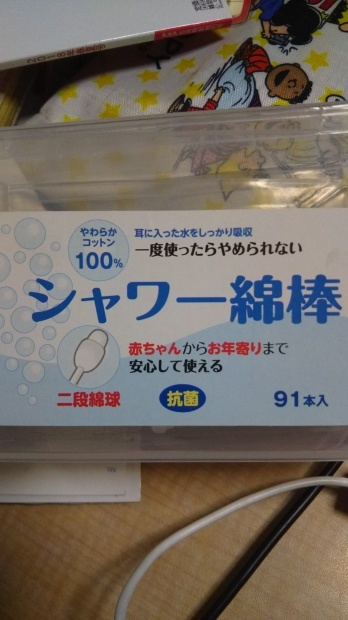 やわらか
コットン
100%
耳に入った水をしっかり吸収
一度使ったらやめられない
シャワー綿棒
赤ちゃんからお年寄りまで
安心して使える
二段綿球
抗菌
91本入